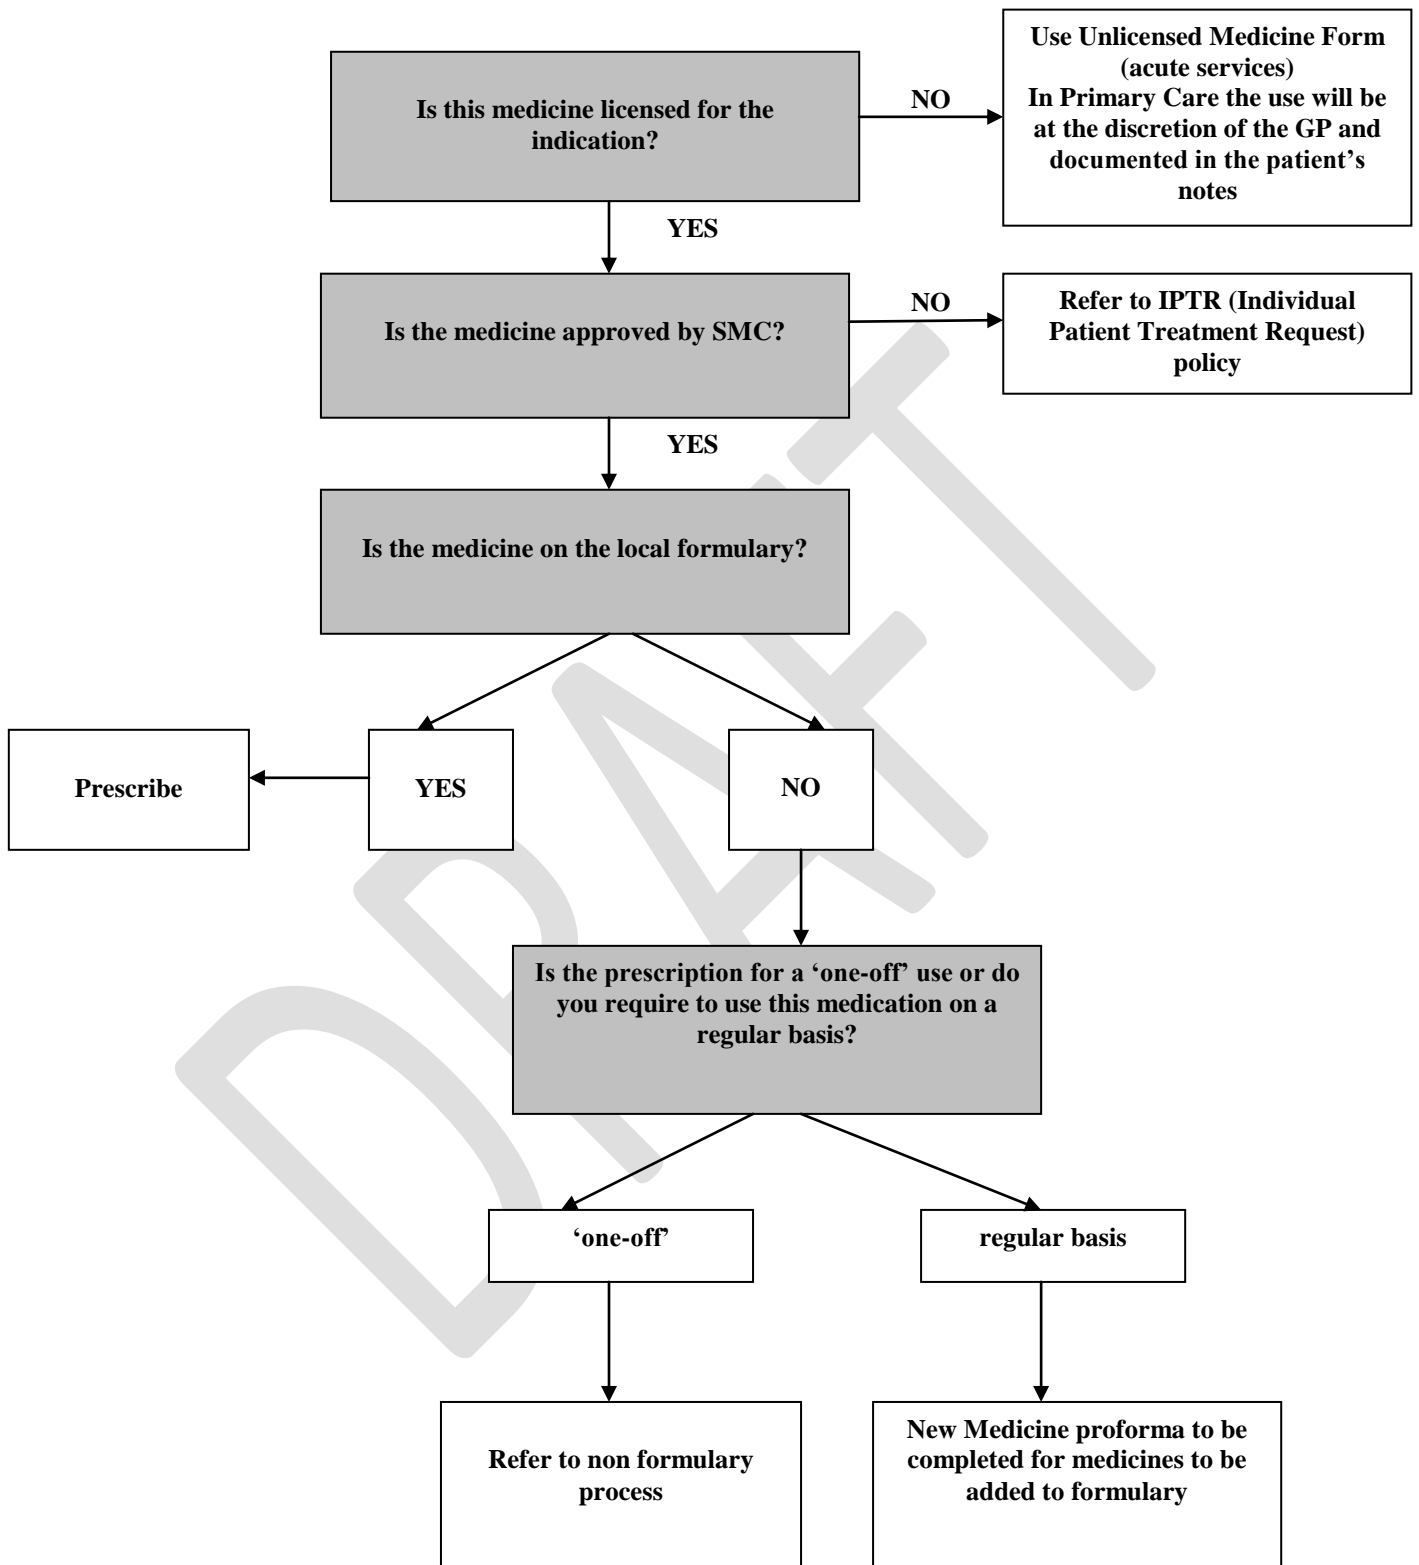 Use Unlicensed Medicine Form
(acute services)
In Primary Care the use will be
at the discretion of the GP and
documented in the patient’s
notes
Is this medicine licensed for the
indication?
NO
YES
Is the medicine approved by SMC?
NO
Refer to IPTR (Individual
Patient Treatment Request)
policy
YES
Is the medicine on the local formulary?
Prescribe
YES
NO
Is the prescription for a ‘one-off’ use or do
you require to use this medication on a
regular basis?
‘one-off’
regular basis
Refer to non formulary
process
New Medicine proforma to be
completed for medicines to be
added to formulary
DRAFT